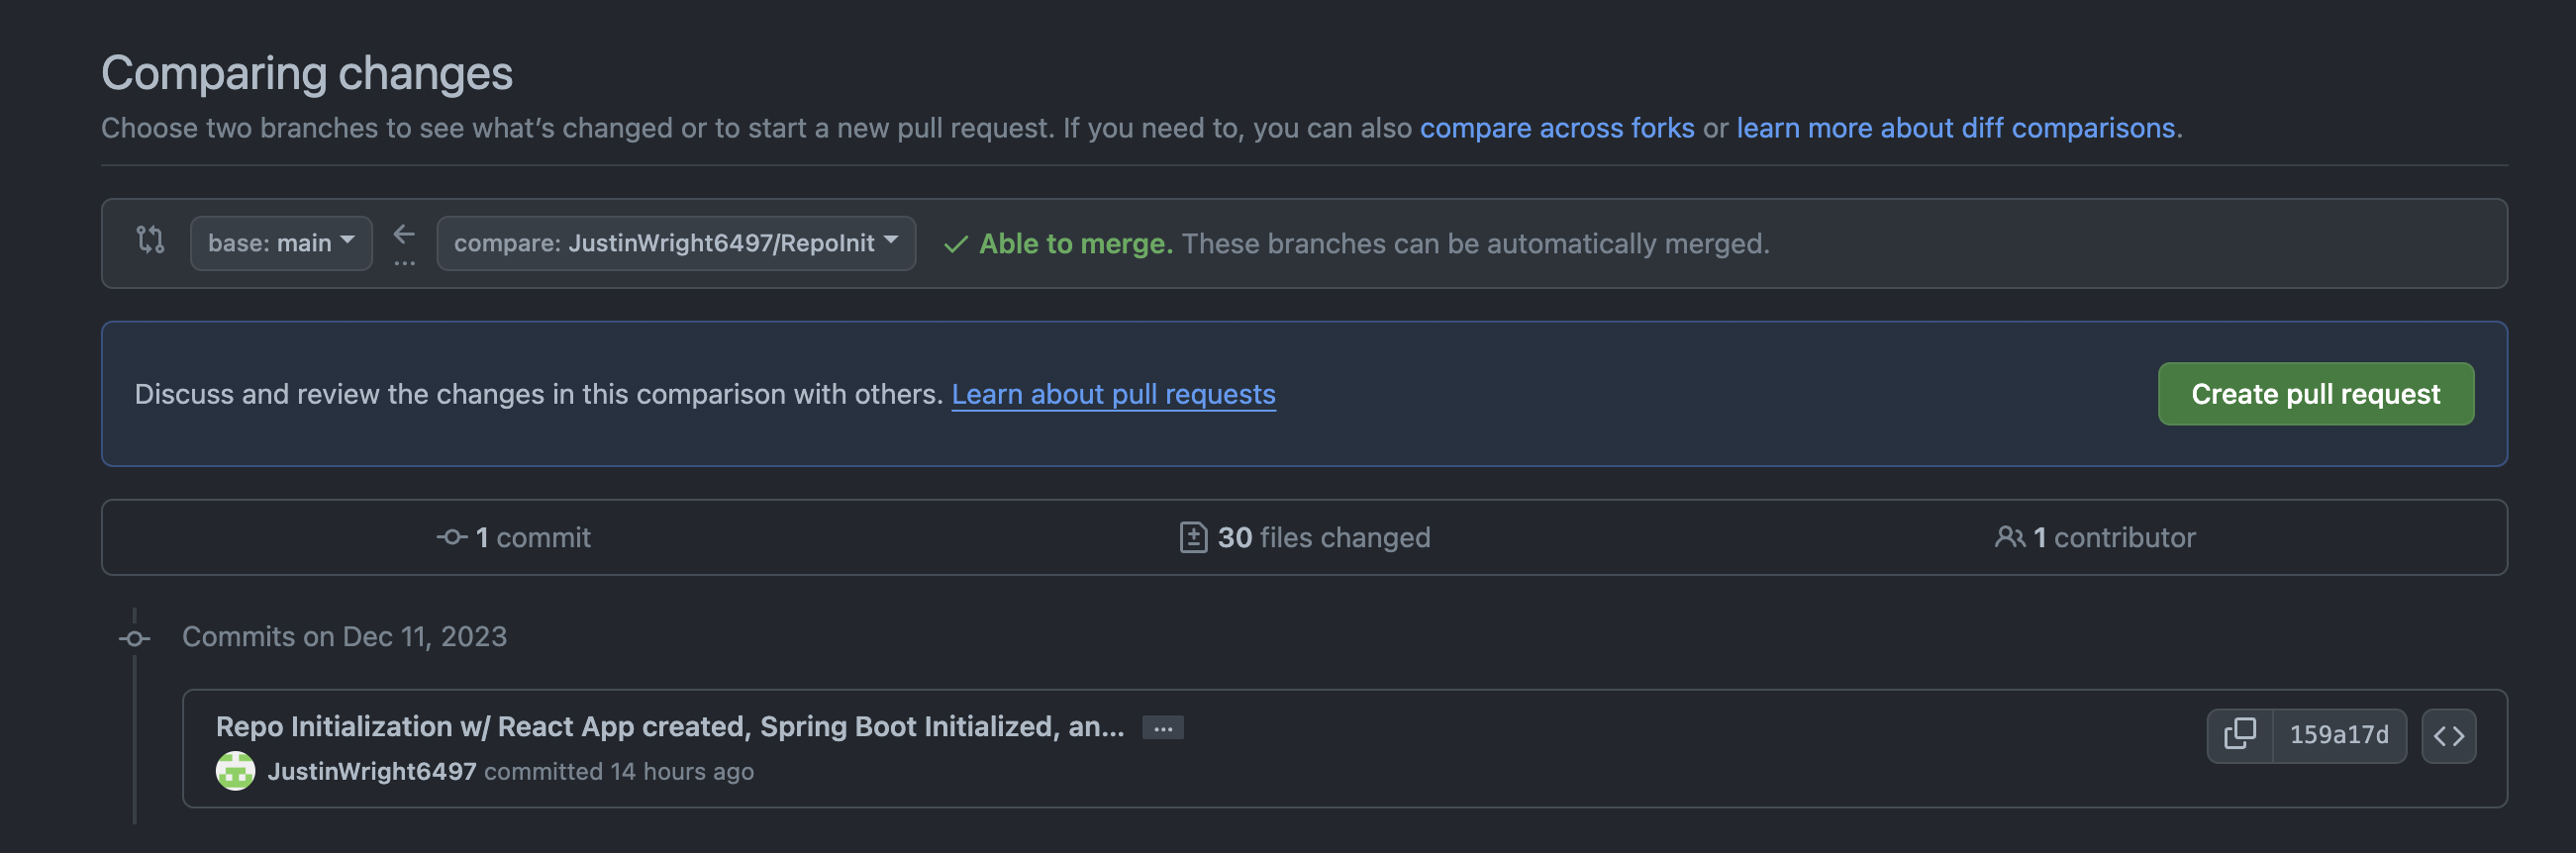 Comparing changes
Choose two branches to see what’s changed or to start a new pull request. If you need to, you can also compare across forks or learn more about diff comparisons.
base: main compare: JustinWright6497/RepoInit Able to merge. These branches can be automatically merged.
Discuss and review the changes in this comparison with others. Learn about pull requests Create pull request
1 commit 30 files changed 1 contributor
Commits on Dec 11, 2023
Repo Initialization w/ React App created, Spring Boot Initialized, an... ...
159a17d
JustinWright6497 committed 14 hours ago